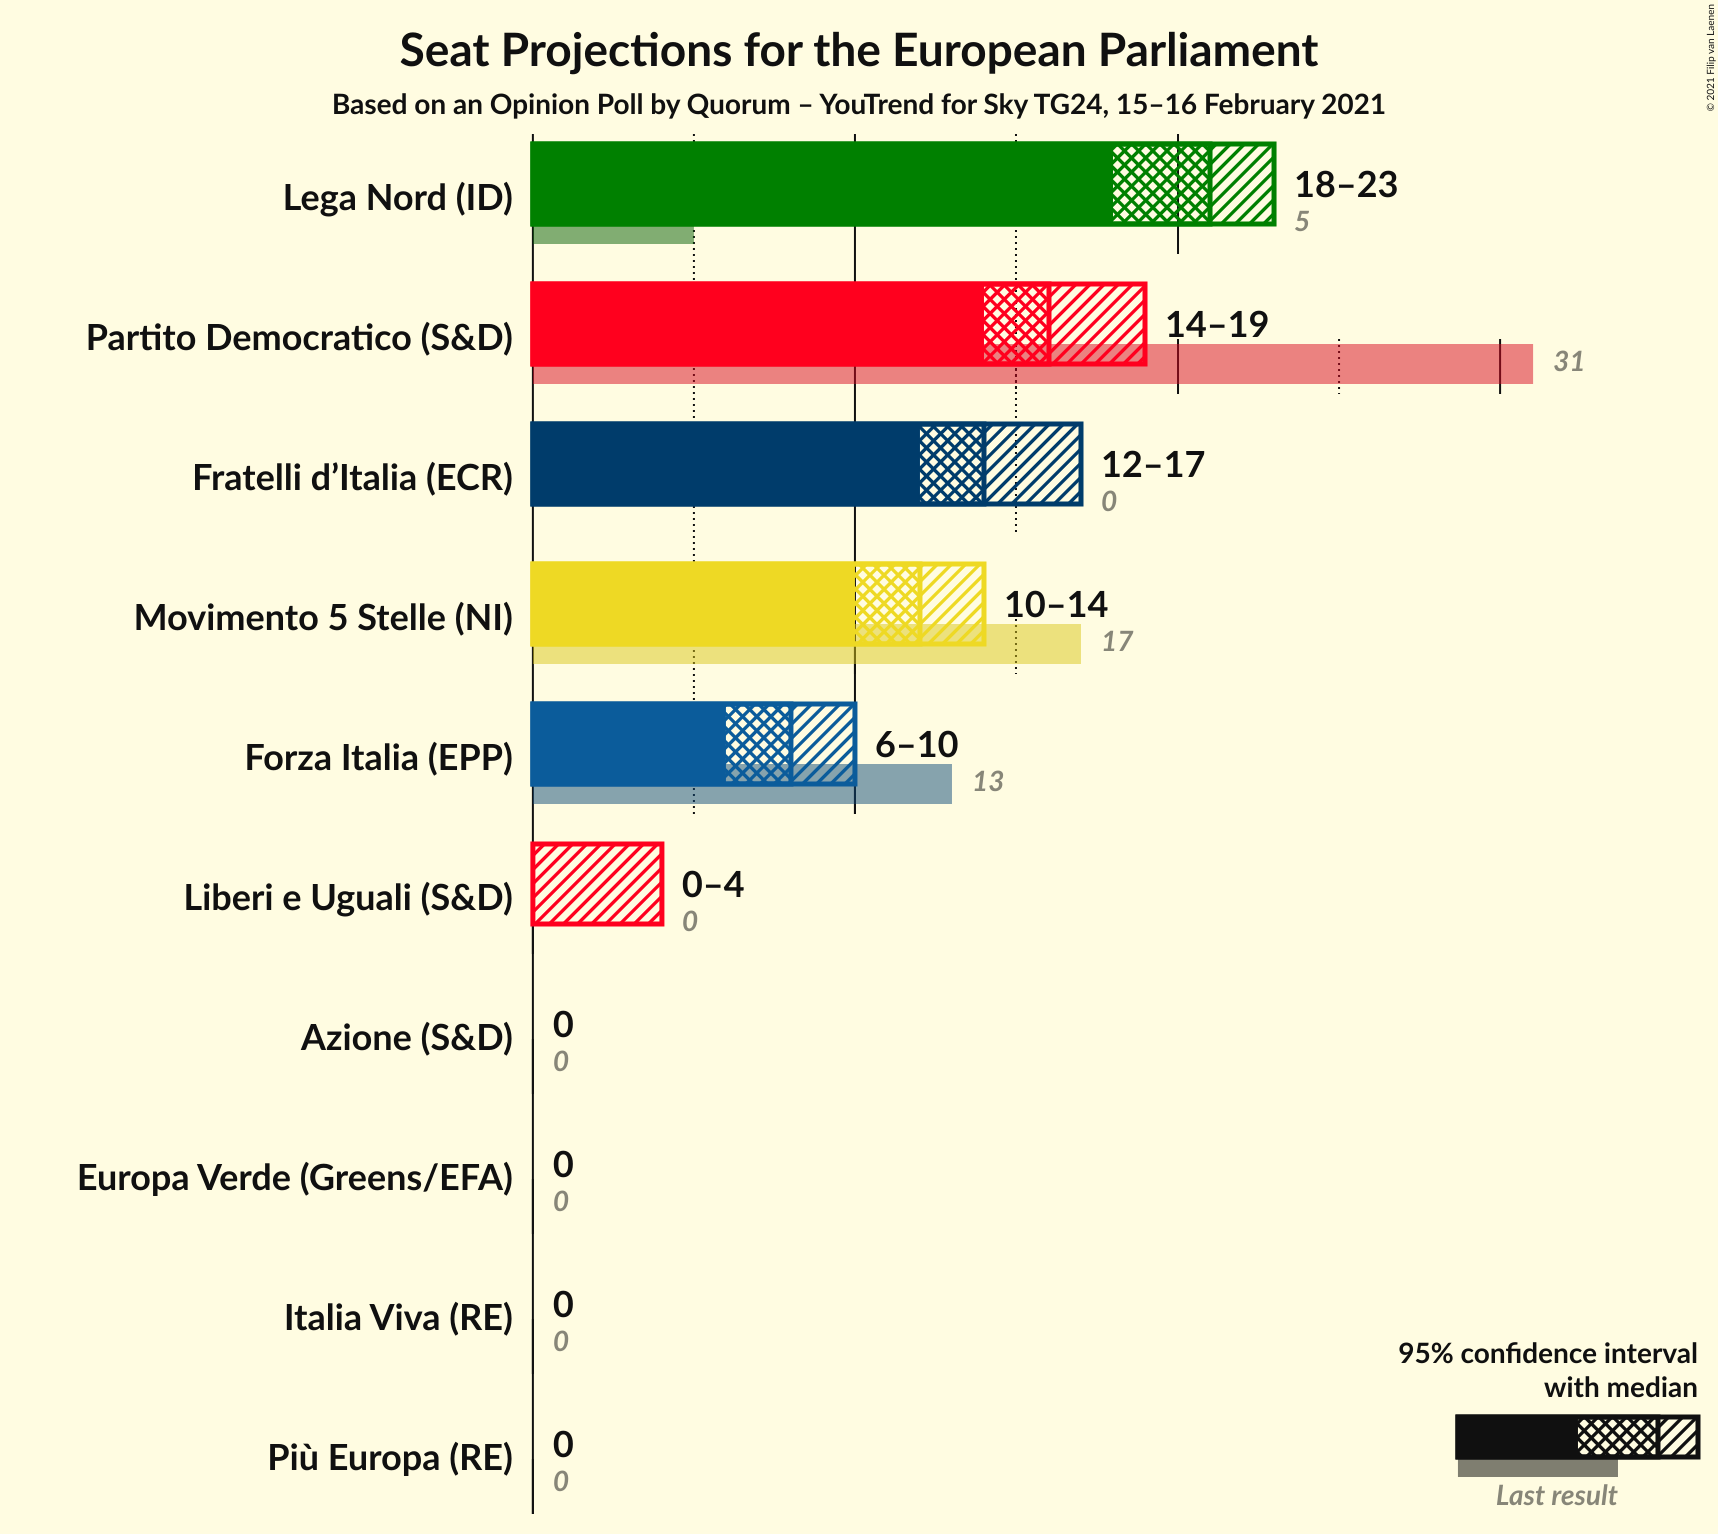 Seat Projections for the European Parliament
Based on an Opinion Poll by Quorum – YouTrend for Sky TG24, 15–16 February 2021
© 2021 Filip van Laenen
Lega Nord (ID)
18–23
5
Partito Democratico (S&D)
14–19
31
Fratelli d’Italia (ECR)
12–17
0
Movimento 5 Stelle (NI)
10–14
17
Forza Italia (EPP)
6–10
13
Liberi e Uguali (S&D)
0–4
0
Azione (S&D)
0
0
Europa Verde (Greens/EFA)
0
0
Italia Viva (RE)
0
0
Più Europa (RE)
0
0
95% confidence interval
with median
Last result